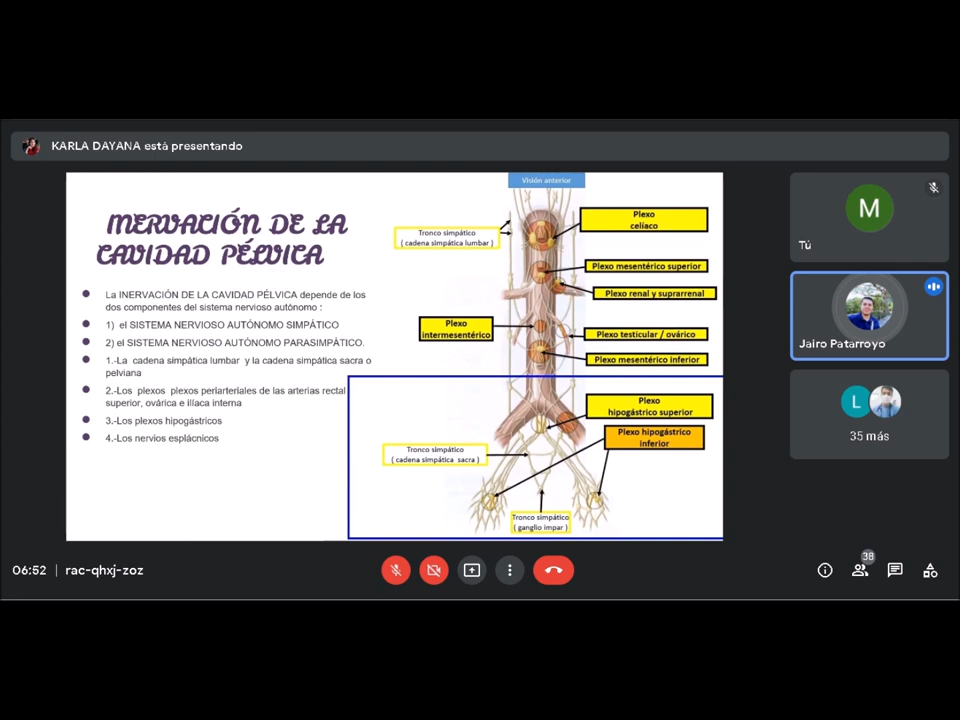 KARLA DAYANA está presentando
Visión anterior
INERVACIÓN DE LA
CAVIDAD PÉLVICA
La INERVACIÓN DE LA CAVIDAD PÉLVICA depende de los
dos componentes del sistema nervioso autónomo :
1) el SISTEMA NERVIOSO AUTÓNOMO SIMPÁTICO
2) el SISTEMA NERVIOSO AUTÓNOMO PARASIMPÁTICO.
1.-La cadena simpática lumbar y la cadena simpática sacra o
pelviana
2.-Los plexos plexos periarteriales de las arterias rectal
superior, ovárica e iliaca interna
3.-Los plexos hipogástricos
4.-Los nervios esplácnicos
Tronco simpático
( cadena simpática lumbar )
Plexo
celíaco
Plexo mesentérico superior
Plexo renal y suprarrenal
Plexo
intermesentérico
Plexo testicular / ovárico
Plexo mesentérico inferior
Plexo
hipogástrico superior
Plexo hipogástrico
inferior
Tronco simpático
( cadena simpática sacra )
Tronco simpático
( ganglio impar )
M
Tú
Jairo Patarroyo
L
35 más
06:52 | rac-qhxj-zoz
38